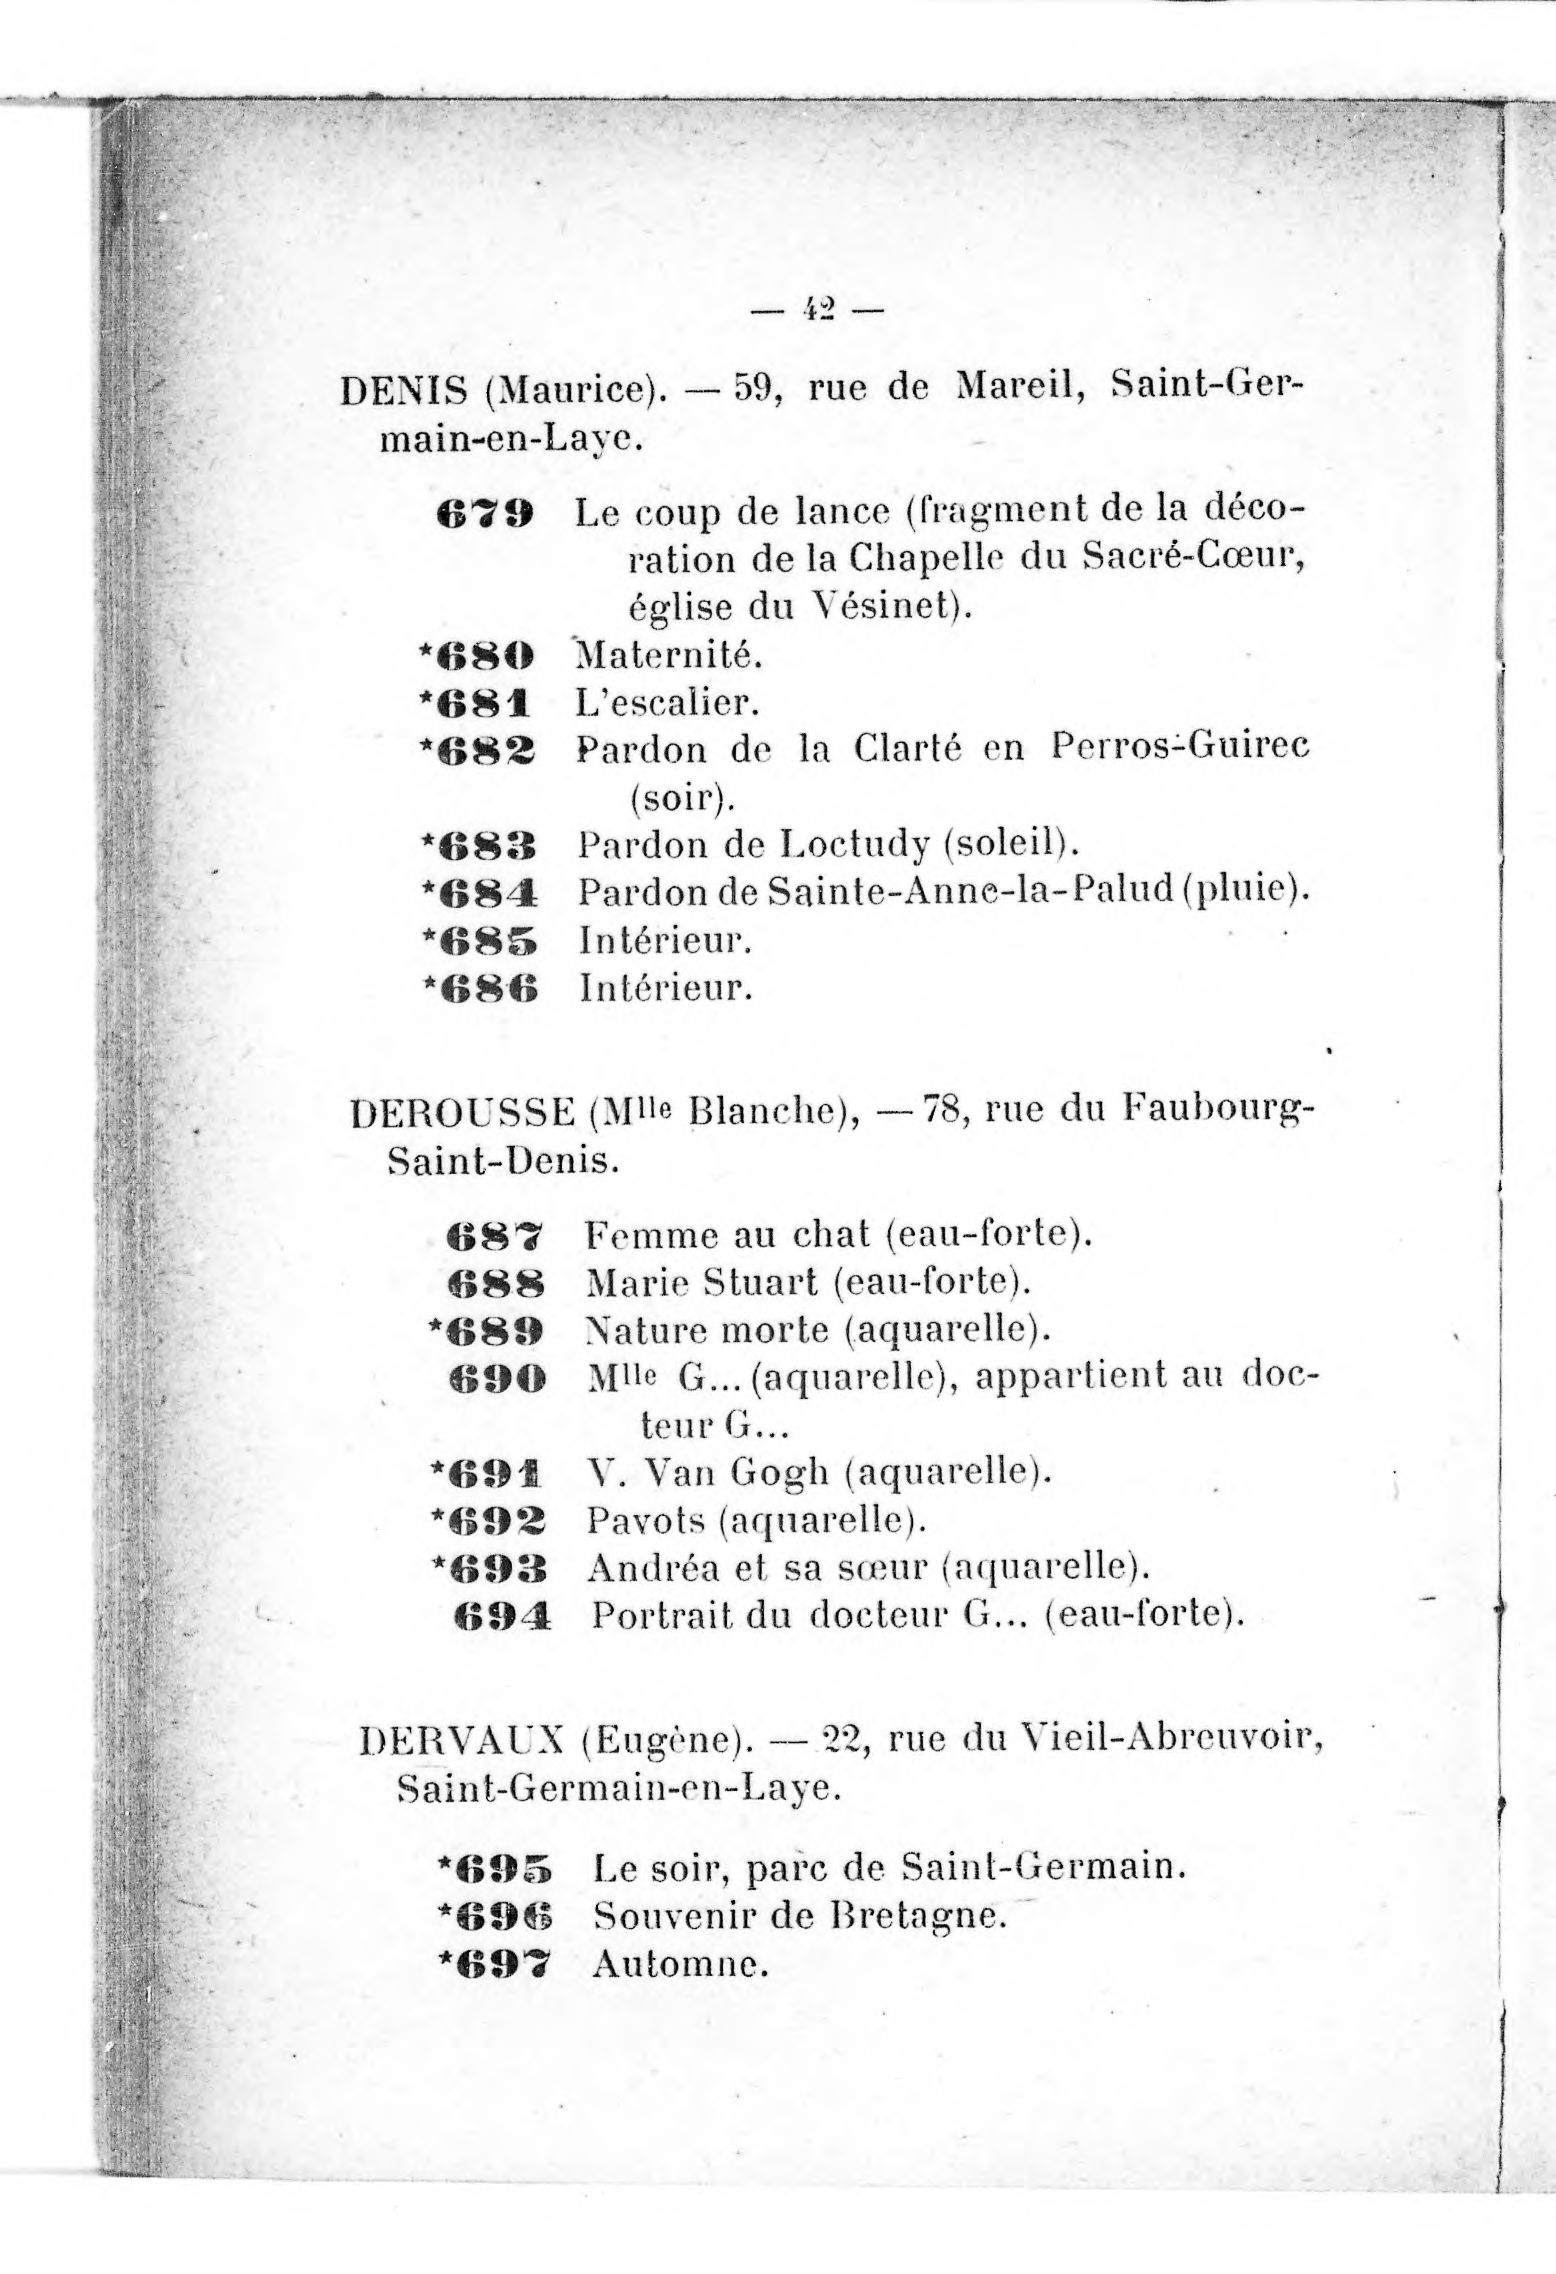 — 42 —
DENIS (Maurice). — 59, rue de Mareil, Saint-Ger-
main-en-Laye.
679 Le coup de lance (fragment de la déco-
ration de la Chapelle du Sacré-Cœur,
église du Vésinet).
*680 Maternité.
*681 L'escalier.
*682 Pardon de la Clarté en Perros-Guirec
(soir).
*683 Pardon de Loctudy (soleil).
*684 Pardon de Sainte-Anne-la-Palud (pluie).
*685 Intérieur.
*686 Intérieur.
DEROUSSE (Mlle Blanche), — 78, rue du Faubourg-
Saint-Denis.
687 Femme au chat (eau-forte).
688 Marie Stuart (eau-forte).
*689 Nature morte (aquarelle).
690 Mlle G... (aquarelle), appartient au doc-
teur G...
*691 V. Van Gogh (aquarelle).
*692 Pavots (aquarelle).
*693 Andréa et sa sœur (aquarelle).
694 Portrait du docteur G... (eau-forte).
DERVAUX (Eugène). — 22, rue du Vieil-Abreuvoir,
Saint-Germain-en-Laye.
*695 Le soir, parc de Saint-Germain.
*696 Souvenir de Bretagne.
*697 Automne.